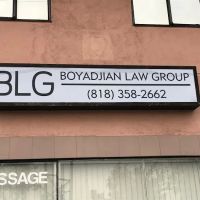 BLG
BOYADJIAN LAW GROUP
(818) 358-2662
SSAGE